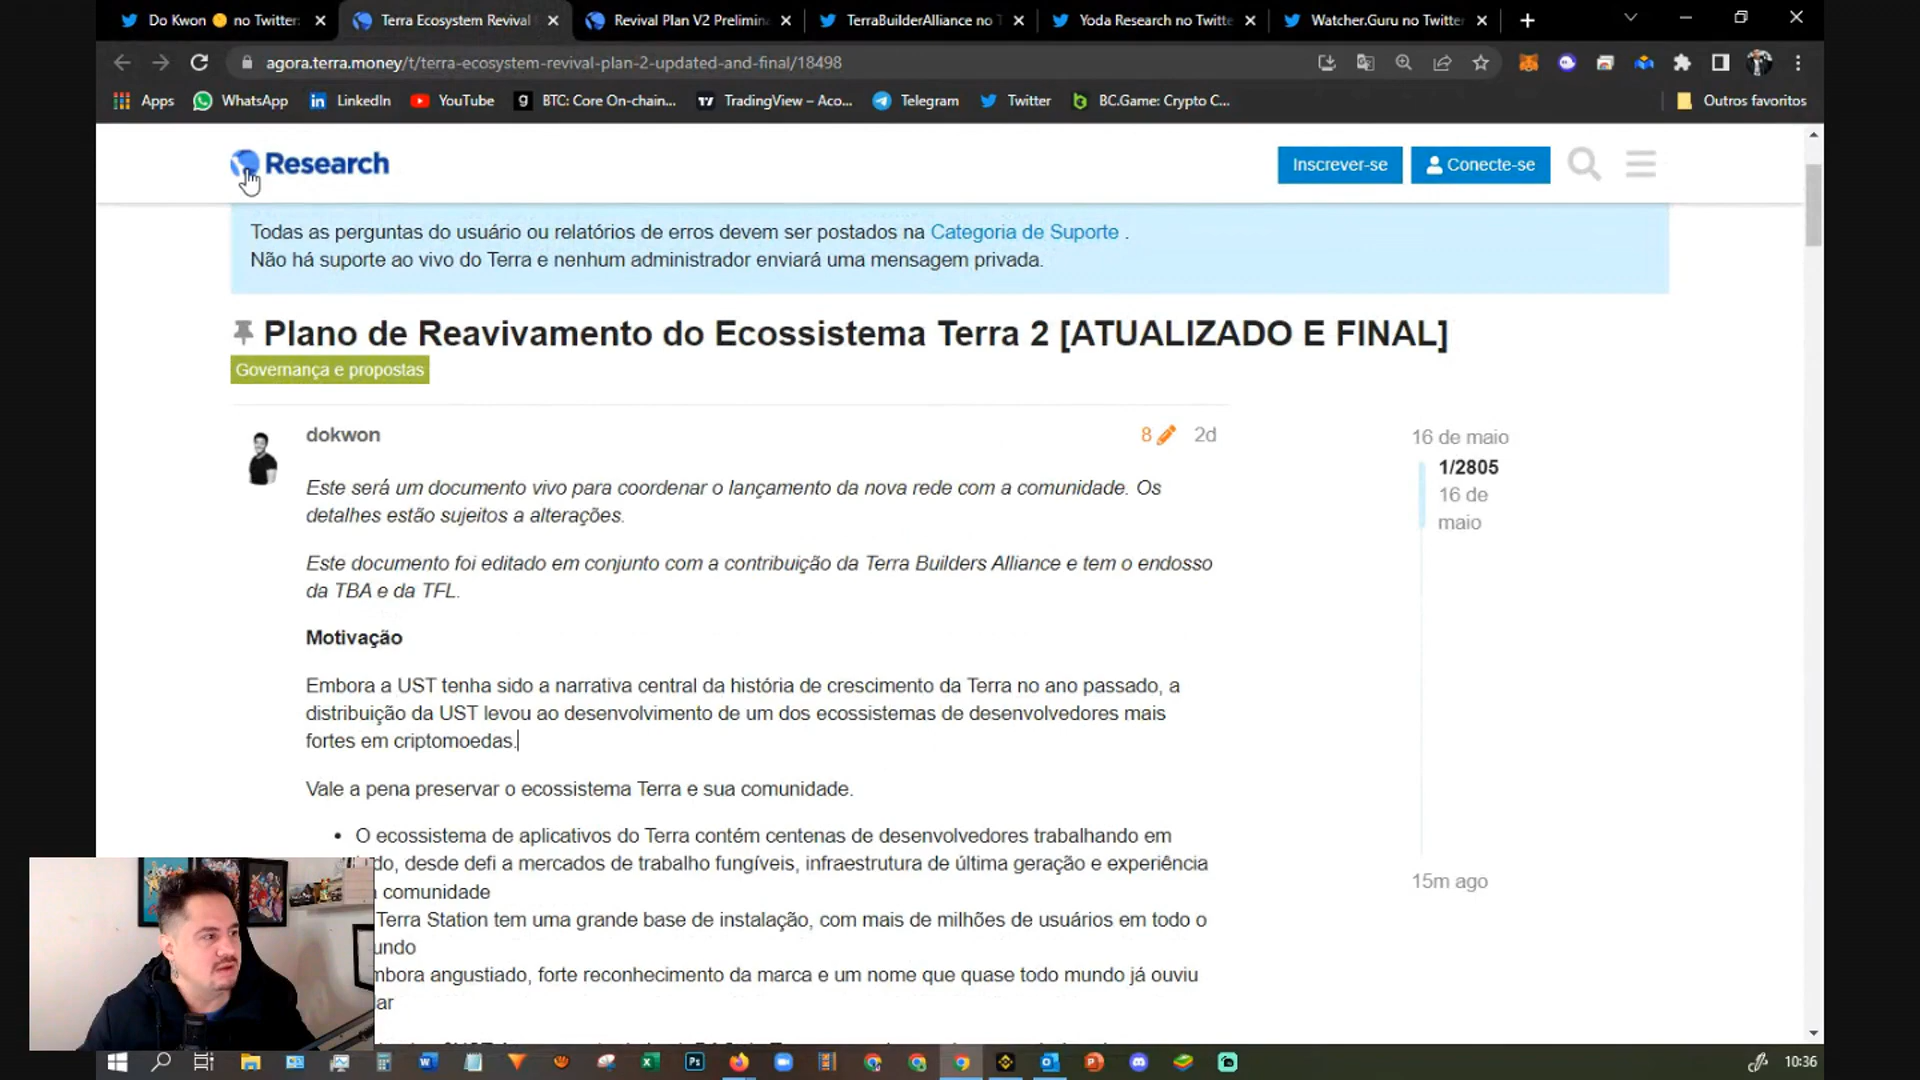 Do Kwon no Twitter:
Terra Ecosystem Revival
Revival Plan V2 Prelimin
TerraBuilderAlliance no T
Yoda Research no Twitte
Watcher.Guru no Twitter
agora.terra.money/t/terra-ecosystem-revival-plan-2-updated-and-final/18498
Apps
WhatsApp
LinkedIn
YouTube
BTC: Core On-chain...
TradingView – Aco...
Telegram
Twitter
BC.Game: Crypto C...
Outros favoritos
Research
Inscrever-se
Conecte-se
Todas as perguntas do usuário ou relatórios de erros devem ser postados na Categoria de Suporte .
Não há suporte ao vivo do Terra e nenhum administrador enviará uma mensagem privada.
Plano de Reavivamento do Ecossistema Terra 2 [ATUALIZADO E FINAL]
Governança e propostas
dokwon
8
2d
16 de maio
1/2805
16 de
maio
Este será um documento vivo para coordenar o lançamento da nova rede com a comunidade. Os
detalhes estão sujeitos a alterações.
Este documento foi editado em conjunto com a contribuição da Terra Builders Alliance e tem o endosso
da TBA e da TFL.
Motivação
Embora a UST tenha sido a narrativa central da história de crescimento da Terra no ano passado, a
distribuição da UST levou ao desenvolvimento de um dos ecossistemas de desenvolvedores mais
fortes em criptomoedas.
Vale a pena preservar o ecossistema Terra e sua comunidade.
• O ecossistema de aplicativos do Terra contém centenas de desenvolvedores trabalhando em
do, desde defi a mercados de trabalho fungíveis, infraestrutura de última geração e experiência
comunidade
Terra Station tem uma grande base de instalação, com mais de milhões de usuários em todo o
undo
mbora angustiado, forte reconhecimento da marca e um nome que quase todo mundo já ouviu
ar
15m ago
10:36